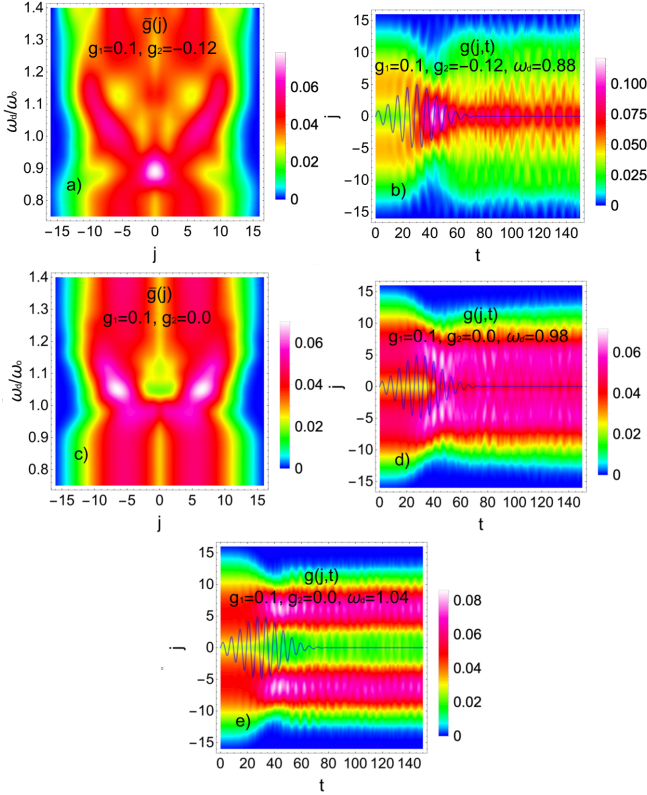 1.4
1.3
1.2
1.1
1.0
0.9
0.8
ωd/ω0
ḡ(j)
g1=0.1, g2=−0.12
a)
−15 −10 −5 0 5 10 15
j
0.06
0.04
0.02
0
15
10
5
0
−5
−10
−15
j
g(j,t)
g1=0.1, g2=−0.12, ωd=0.88
b)
0 20 40 60 80 100 120 140
t
0.100
0.075
0.050
0.025
0
1.4
1.3
1.2
1.1
1.0
0.9
0.8
ωd/ω0
ḡ(j)
g1=0.1, g2=0.0
c)
−15 −10 −5 0 5 10 15
j
0.06
0.04
0.02
0
15
10
5
0
−5
−10
−15
j
g(j,t)
g1=0.1, g2=0.0, ωd=0.98
d)
0 20 40 60 80 100 120 140
t
0.06
0.04
0.02
0
15
10
5
0
−5
−10
−15
j
g(j,t)
g1=0.1, g2=0.0, ωd=1.04
e)
0 20 40 60 80 100 120 140
t
0.08
0.06
0.04
0.02
0